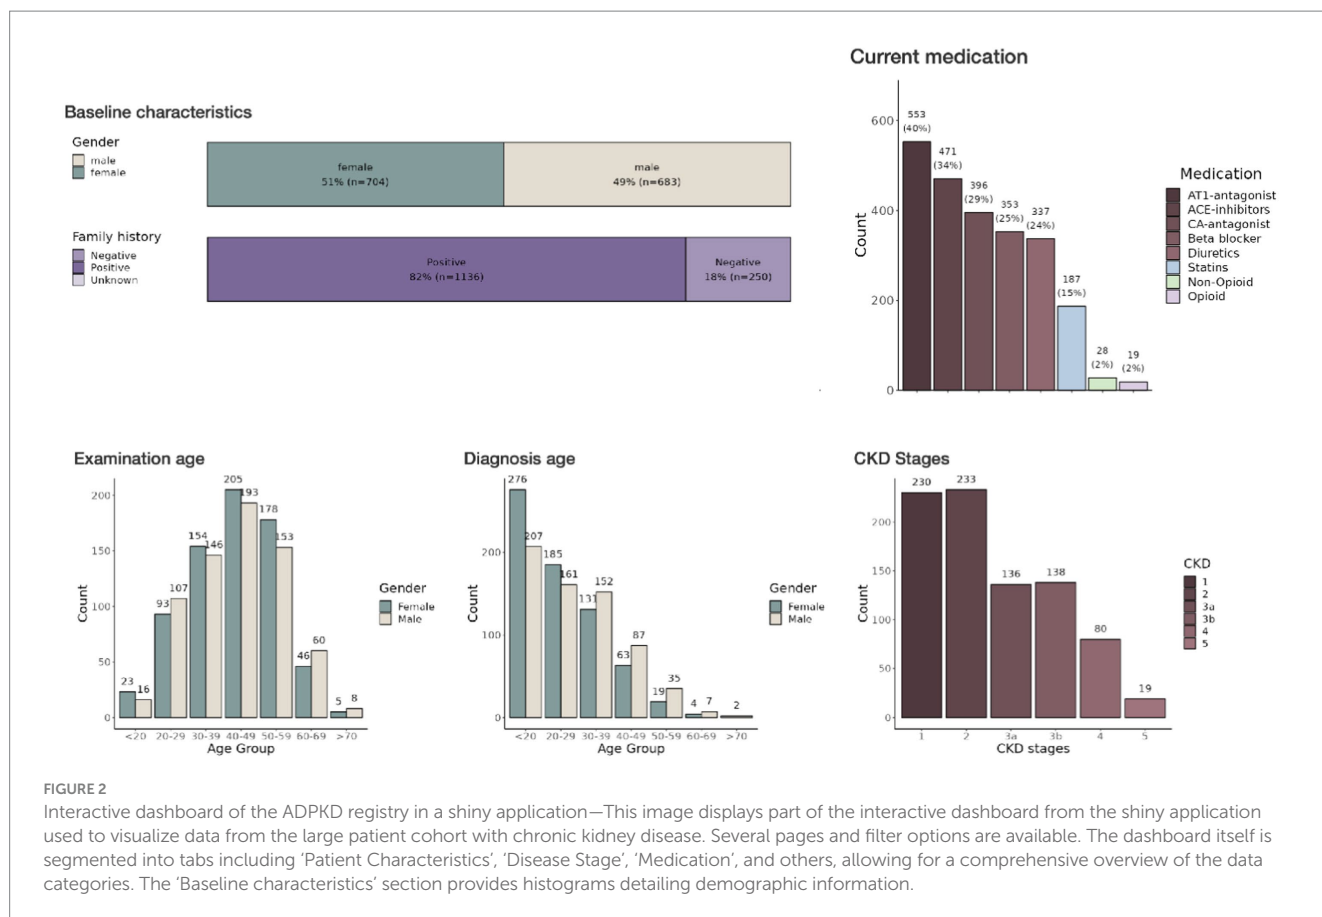 Baseline characteristics
Gender
male
female
female
51% (n=704)
male
49% (n=683)
Family history
Negative
Positive
Unknown
Positive
82% (n=1136)
Negative
18% (n=250)
Current medication
Count
600
400
200
0
553
(40%)
471
(34%)
396
(29%)
353
(25%)
337
(24%)
187
(15%)
28
(2%)
19
(2%)
Medication
AT1-antagonist
ACE-inhibitors
CA-antagonist
Beta blocker
Diuretics
Statins
Non-Opioid
Opioid
Examination age
Count
200
150
100
50
0
23
16
93
107
154
146
205
193
178
153
46
60
5
8
<20
20-29
30-39
40-49
50-59
60-69
>70
Age Group
Gender
Female
Male
Diagnosis age
Count
200
100
0
276
207
185
161
131
152
63
87
19
35
4
7
2
<20
20-29
30-39
40-49
50-59
60-69
>70
Age Group
Gender
Female
Male
CKD Stages
Count
200
150
100
50
0
230
233
136
138
80
19
1
2
3a
3b
4
5
CKD stages
CKD
1
2
3a
3b
4
5
FIGURE 2
Interactive dashboard of the ADPKD registry in a shiny application—This image displays part of the interactive dashboard from the shiny application
used to visualize data from the large patient cohort with chronic kidney disease. Several pages and filter options are available. The dashboard itself is
segmented into tabs including ‘Patient Characteristics’, ‘Disease Stage’, ‘Medication’, and others, allowing for a comprehensive overview of the data
categories. The ‘Baseline characteristics’ section provides histograms detailing demographic information.